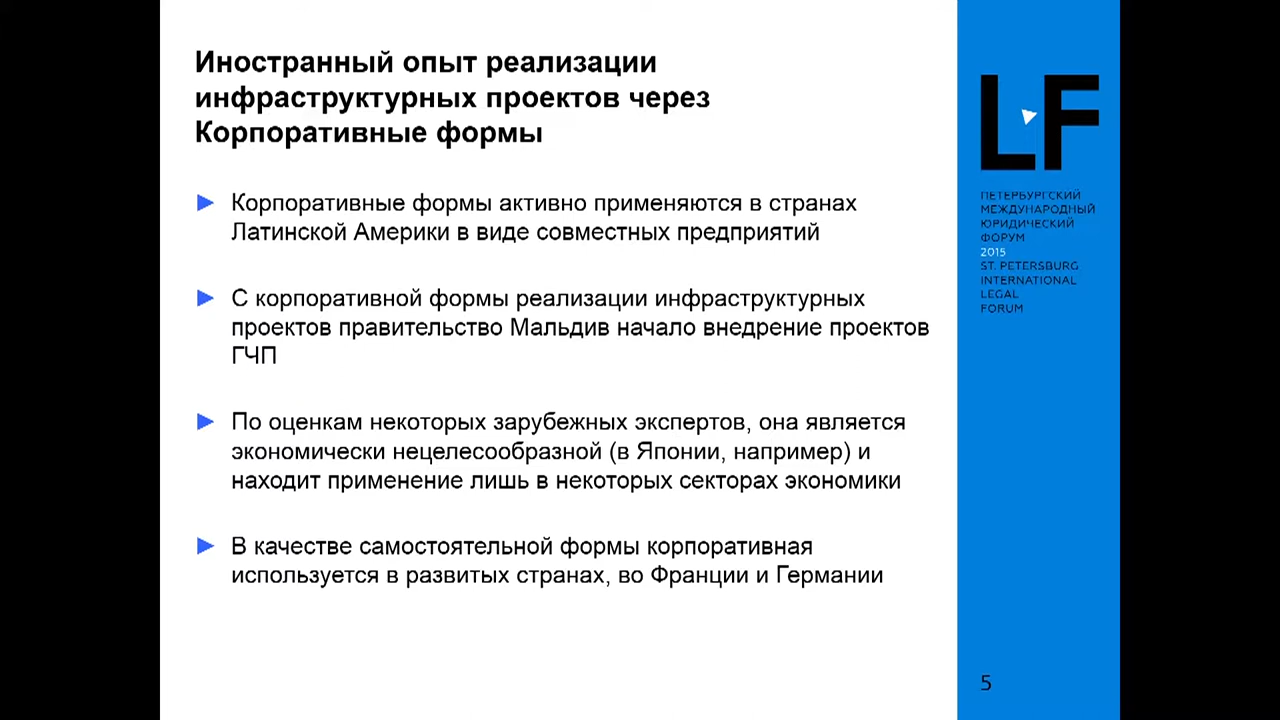 Иностранный опыт реализации
инфраструктурных проектов через
Корпоративные формы
Корпоративные формы активно применяются в странах
Латинской Америки в виде совместных предприятий
С корпоративной формы реализации инфраструктурных
проектов правительство Мальдив начало внедрение проектов
ГЧП
По оценкам некоторых зарубежных экспертов, она является
экономически нецелесообразной (в Японии, например) и
находит применение лишь в некоторых секторах экономики
В качестве самостоятельной формы корпоративная
используется в развитых странах, во Франции и Германии
LF
ПЕТЕРБУРГСКИЙ
МЕЖДУНАРОДНЫЙ
ЮРИДИЧЕСКИЙ
ФОРУМ
2015
ST. PETERSBURG
INTERNATIONAL
LEGAL
FORUM
5